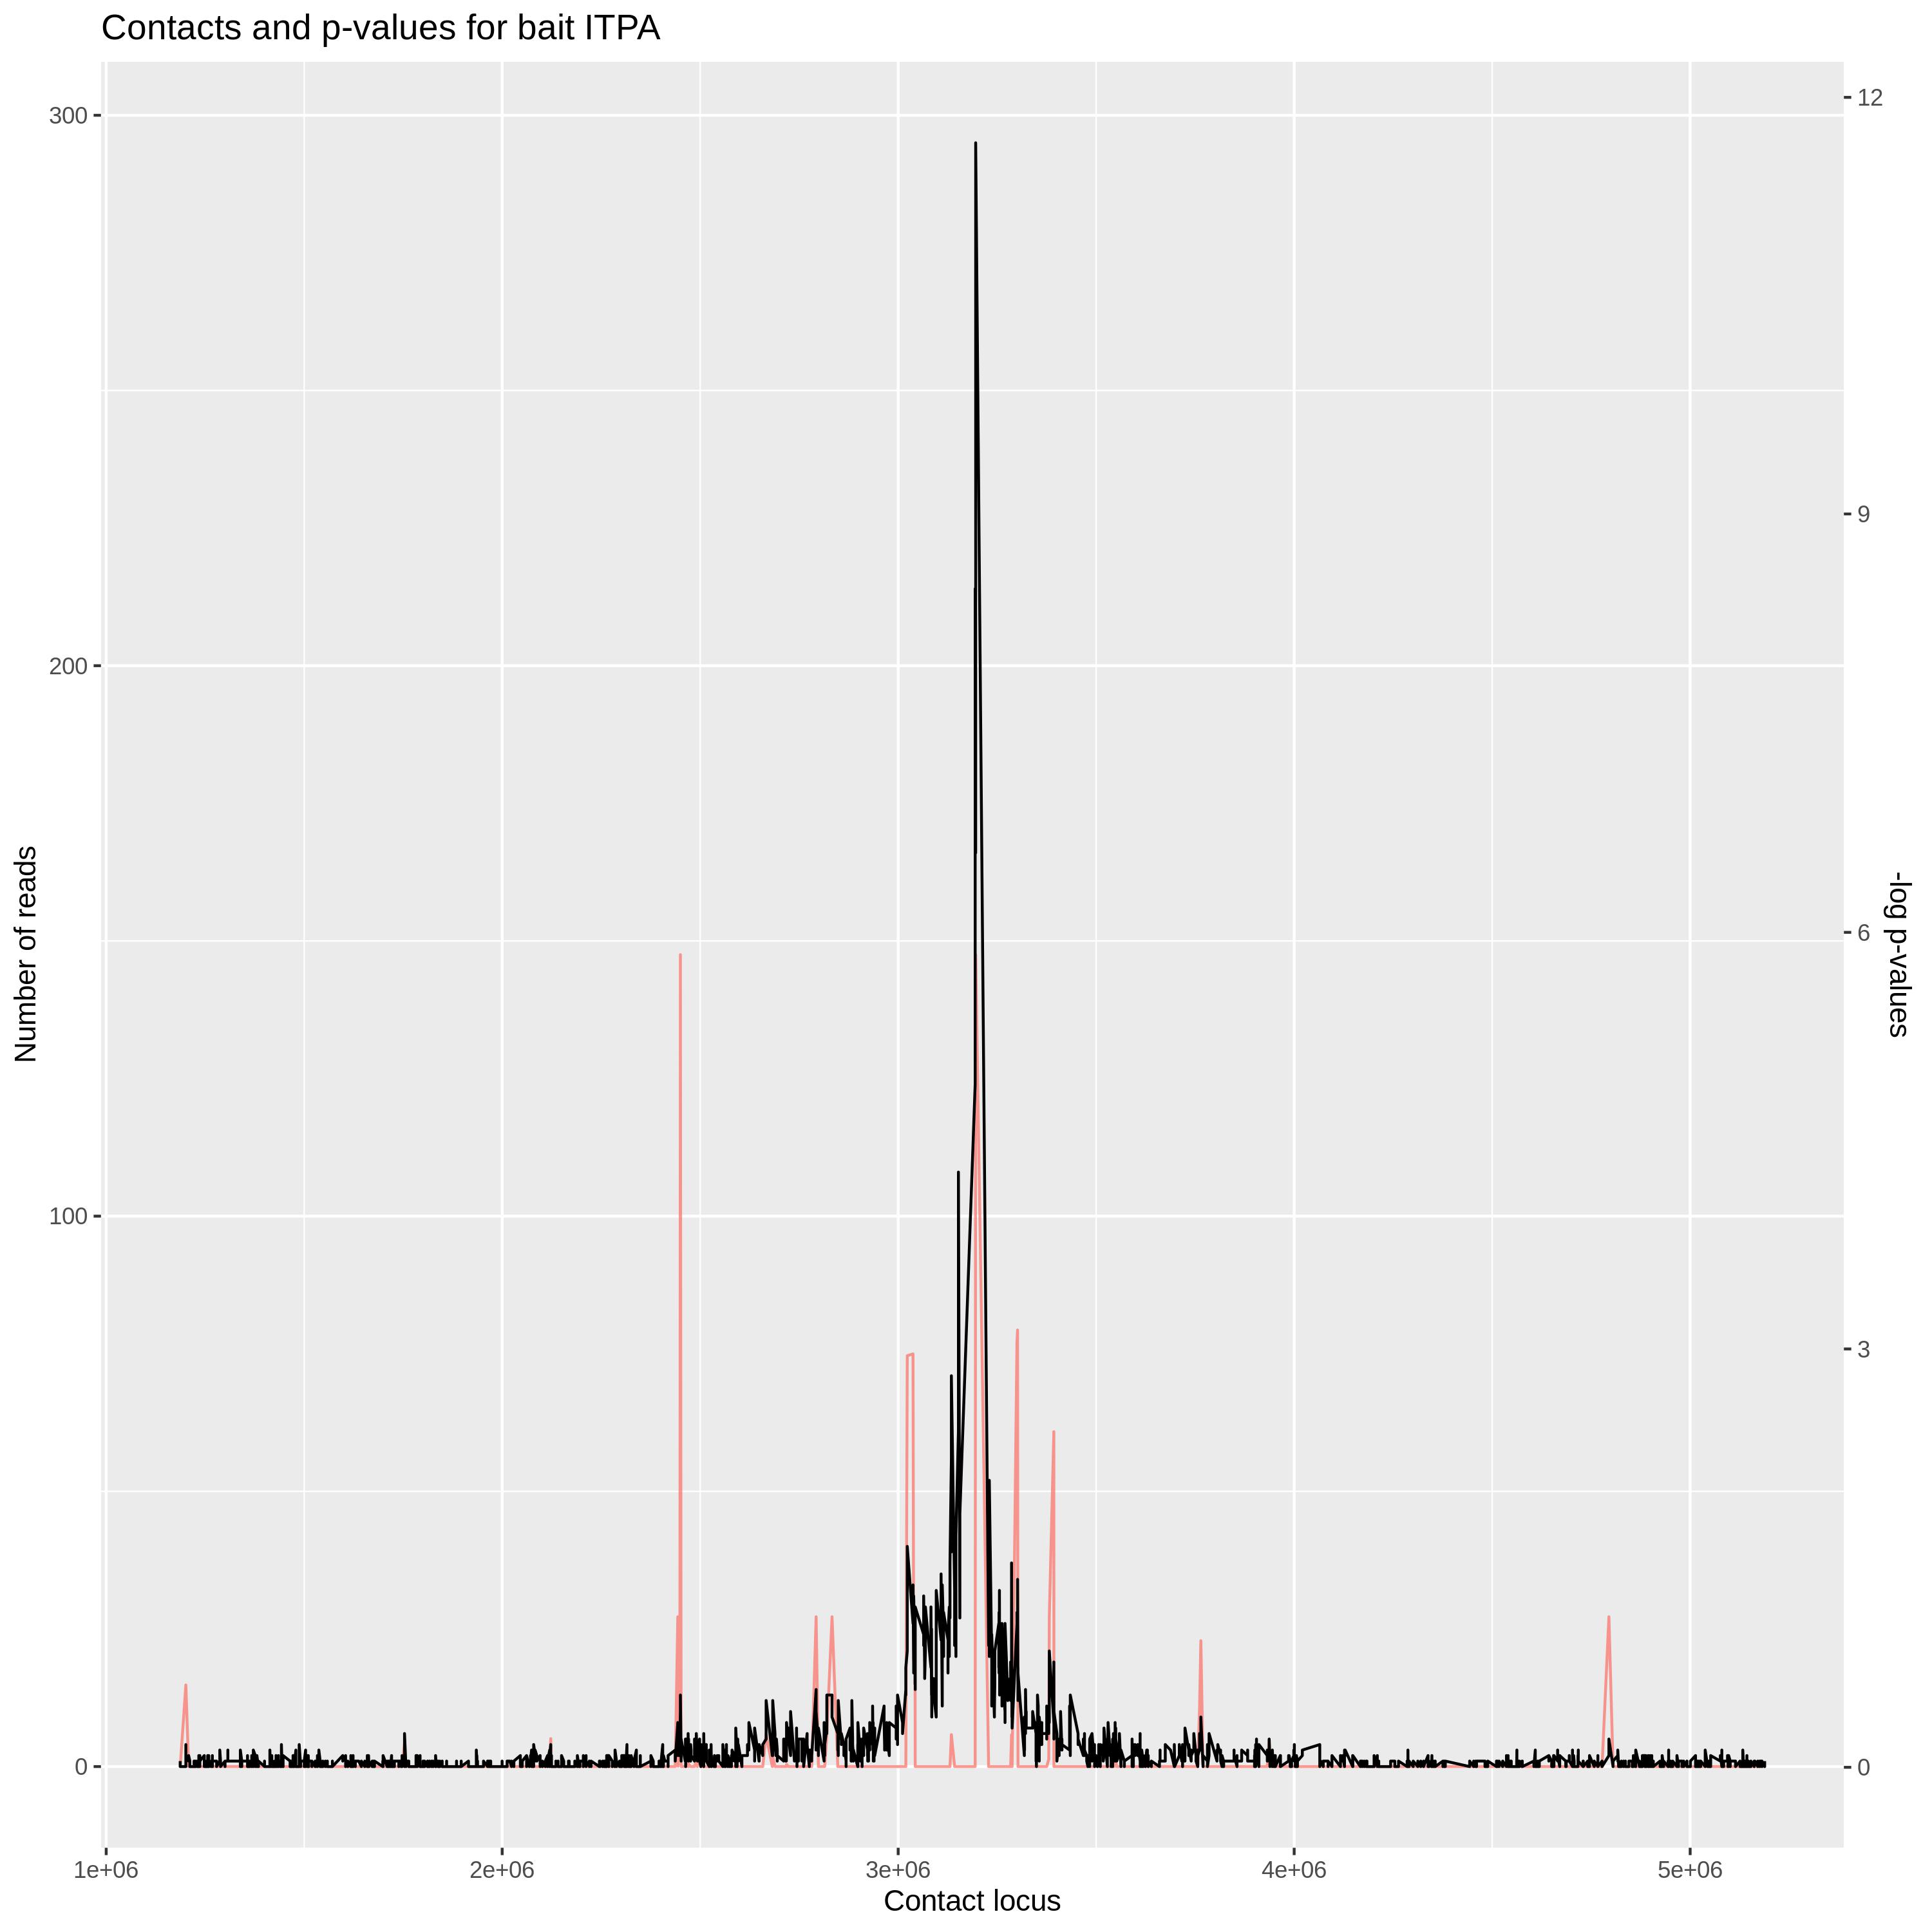 Contacts and p-values for bait ITPA
300
200
100
0
12
9
6
3
0
Number of reads
-log p-values
1e+06
2e+06
3e+06
4e+06
5e+06
Contact locus